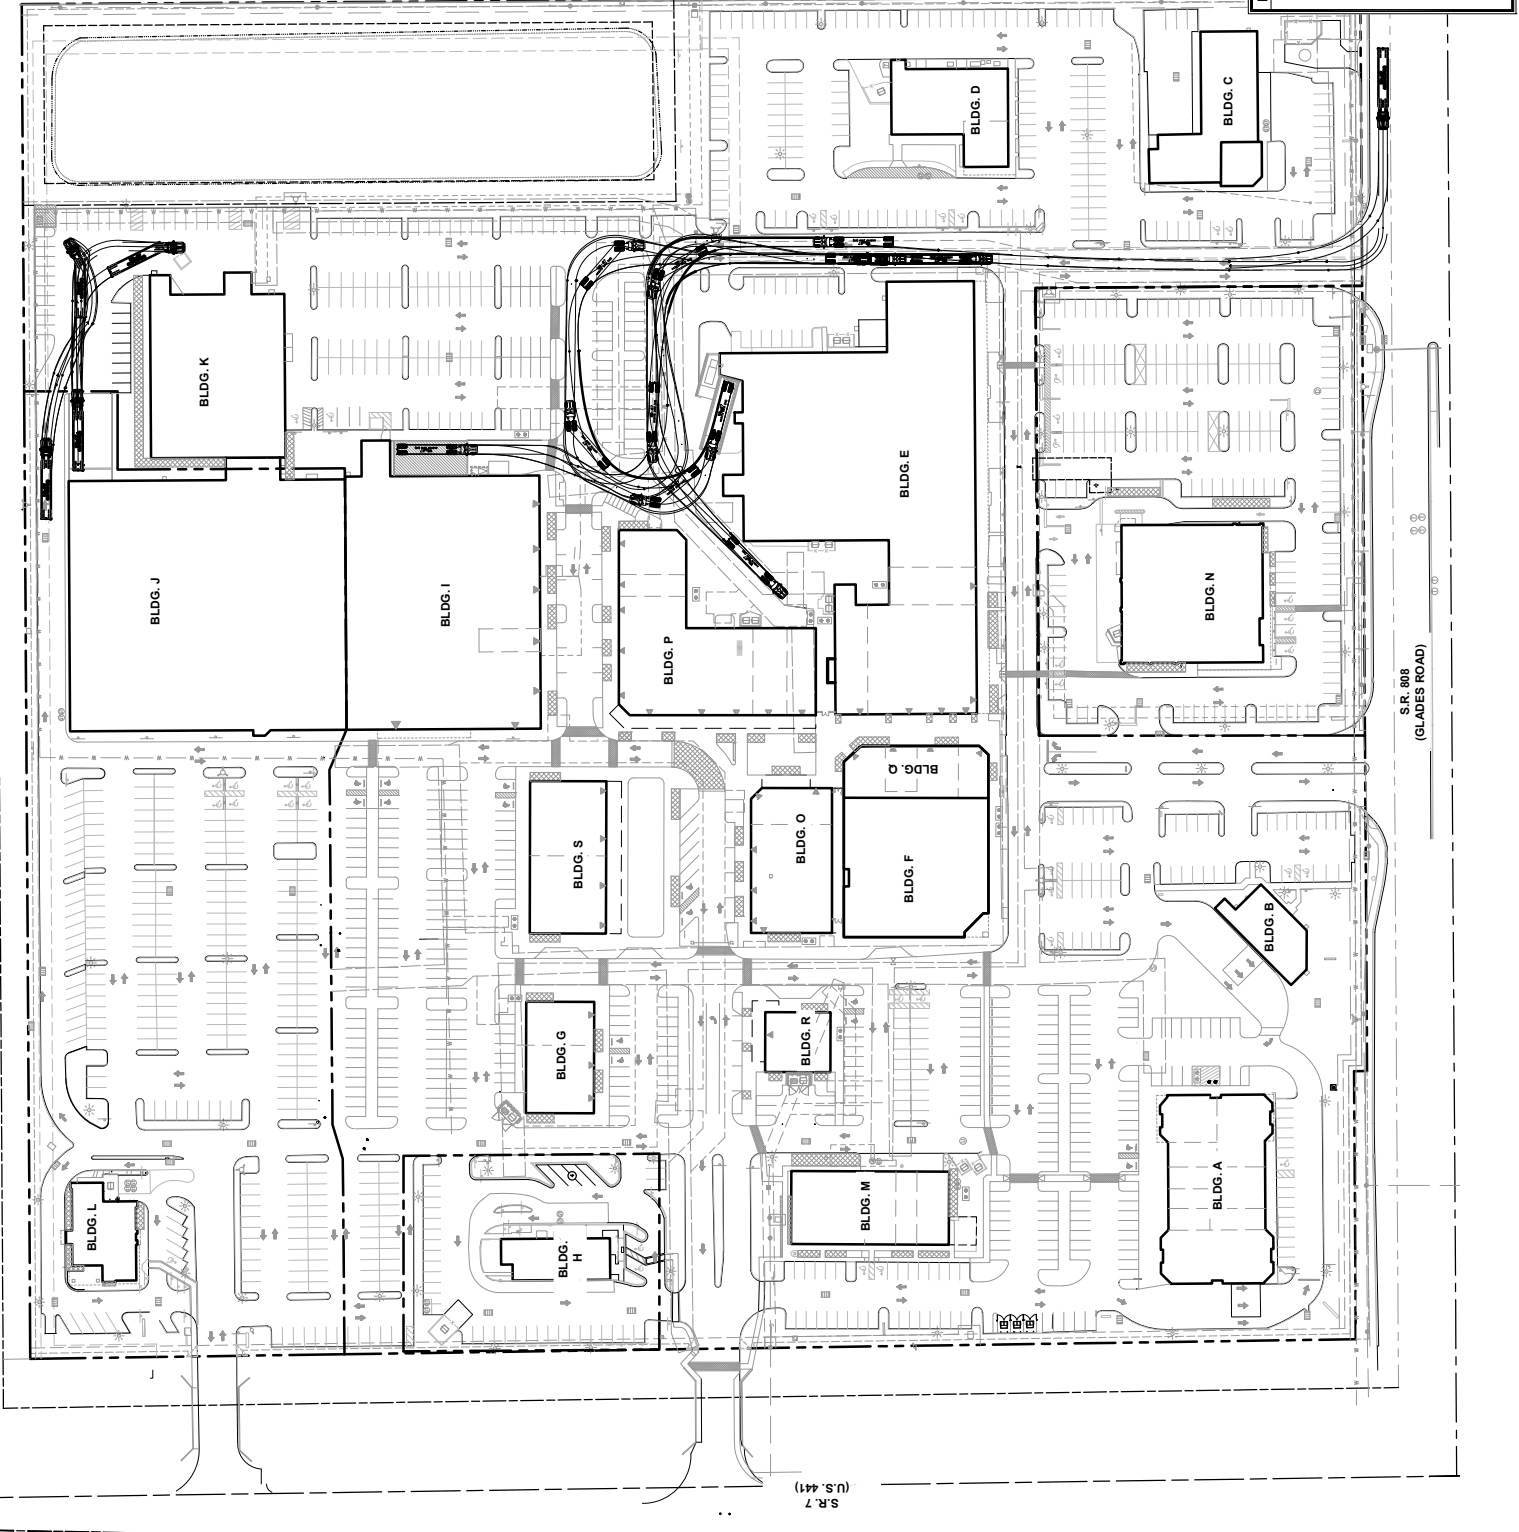 BLDG. C
BLDG. D
BLDG. K
BLDG. E
BLDG. J
BLDG. I
BLDG. N
BLDG. P
S.R. 808
(GLADES ROAD)
BLDG. Q
BLDG. S
BLDG. O
BLDG. F
BLDG. B
BLDG. G
BLDG. R
BLDG. L
BLDG. M
BLDG. A
BLDG.
H
S.R. 7
(U.S. 441)